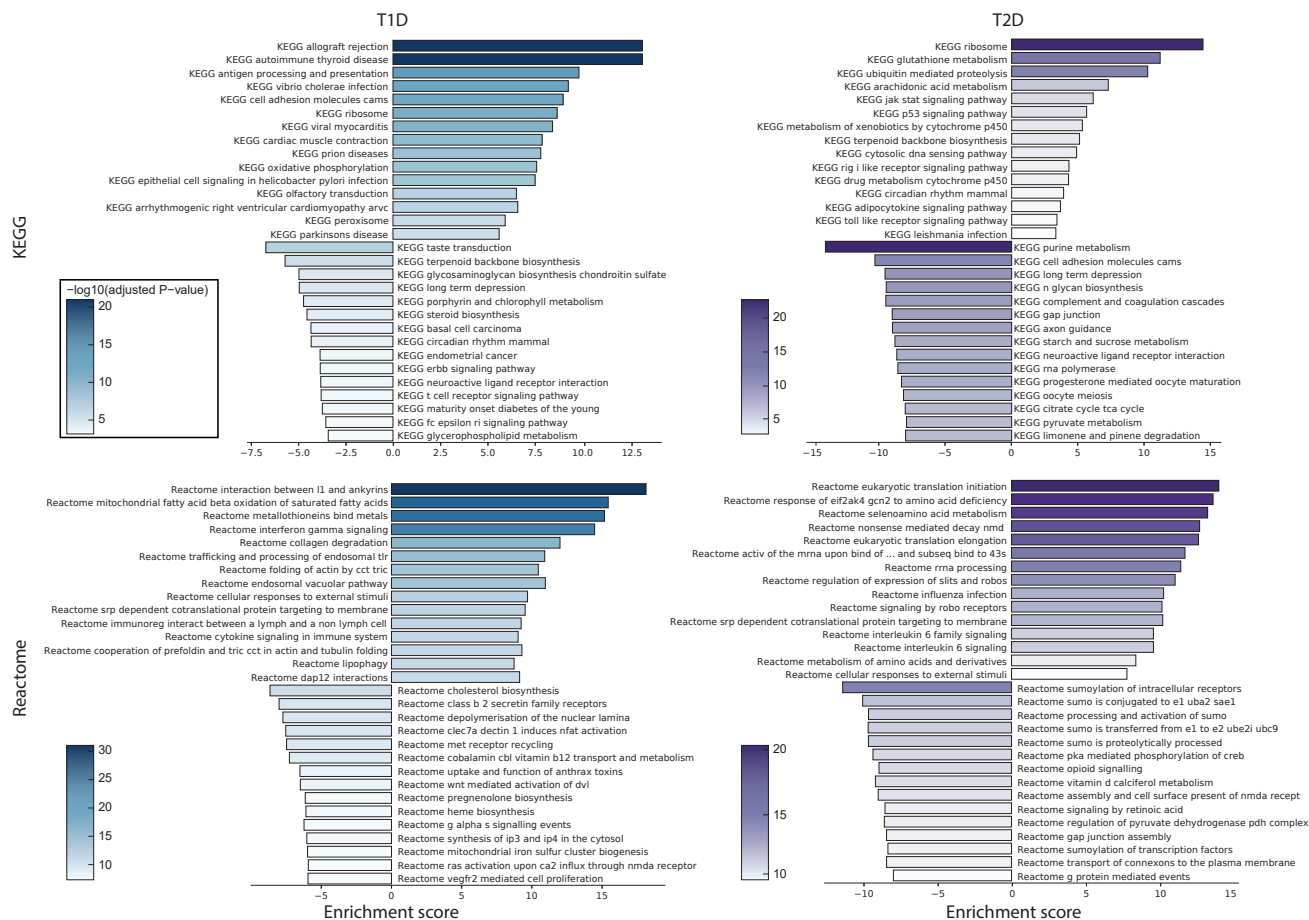 T1D
KEGG
KEGG allograft rejection
KEGG autoimmune thyroid disease
KEGG antigen processing and presentation
KEGG vibrio cholerae infection
KEGG cell adhesion molecules cams
KEGG ribosome
KEGG viral myocarditis
KEGG cardiac muscle contraction
KEGG prion diseases
KEGG oxidative phosphorylation
KEGG epithelial cell signaling in helicobacter pylori infection
KEGG olfactory transduction
KEGG arrhythmogenic right ventricular cardiomyopathy arvc
KEGG peroxisome
KEGG parkinsons disease
KEGG taste transduction
KEGG terpenoid backbone biosynthesis
KEGG glycosaminoglycan biosynthesis chondroitin sulfate
KEGG long term depression
KEGG porphyrin and chlorophyll metabolism
KEGG steroid biosynthesis
KEGG basal cell carcinoma
KEGG circadian rhythm mammal
KEGG endometrial cancer
KEGG erbb signaling pathway
KEGG neuroactive ligand receptor interaction
KEGG t cell receptor signaling pathway
KEGG maturity onset diabetes of the young
KEGG fc epsilon ri signaling pathway
KEGG glycerophospholipid metabolism
−log10(adjusted P−value)
20
15
10
5
−7.5 −5.0 −2.5 0.0 2.5 5.0 7.5 10.0 12.5
T2D
KEGG ribosome
KEGG glutathione metabolism
KEGG ubiquitin mediated proteolysis
KEGG arachidonic acid metabolism
KEGG jak stat signaling pathway
KEGG p53 signaling pathway
KEGG metabolism of xenobiotics by cytochrome p450
KEGG terpenoid backbone biosynthesis
KEGG cytosolic dna sensing pathway
KEGG rig i like receptor signaling pathway
KEGG drug metabolism cytochrome p450
KEGG circadian rhythm mammal
KEGG adipocytokine signaling pathway
KEGG toll like receptor signaling pathway
KEGG leishmania infection
KEGG purine metabolism
KEGG cell adhesion molecules cams
KEGG long term depression
KEGG n glycan biosynthesis
KEGG complement and coagulation cascades
KEGG gap junction
KEGG axon guidance
KEGG starch and sucrose metabolism
KEGG neuroactive ligand receptor interaction
KEGG rna polymerase
KEGG progesterone mediated oocyte maturation
KEGG oocyte meiosis
KEGG citrate cycle tca cycle
KEGG pyruvate metabolism
KEGG limonene and pinene degradation
20
15
10
5
−15 −10 −5 0 5 10 15
Reactome
Reactome interaction between l1 and ankyrins
Reactome mitochondrial fatty acid beta oxidation of saturated fatty acids
Reactome metallothioneins bind metals
Reactome interferon gamma signaling
Reactome collagen degradation
Reactome trafficking and processing of endosomal tlr
Reactome folding of actin by cct tric
Reactome endosomal vacuolar pathway
Reactome cellular responses to external stimuli
Reactome srp dependent cotranslational protein targeting to membrane
Reactome immunoreg interact between a lymph and a non lymph cell
Reactome cytokine signaling in immune system
Reactome cooperation of prefoldin and tric cct in actin and tubulin folding
Reactome lipophagy
Reactome dap12 interactions
Reactome cholesterol biosynthesis
Reactome class b 2 secretin family receptors
Reactome depolymerisation of the nuclear lamina
Reactome clec7a dectin 1 induces nfat activation
Reactome met receptor recycling
Reactome cobalamin cbl vitamin b12 transport and metabolism
Reactome uptake and function of anthrax toxins
Reactome wnt mediated activation of dvl
Reactome pregnenolone biosynthesis
Reactome heme biosynthesis
Reactome g alpha s signalling events
Reactome synthesis of ip3 and ip4 in the cytosol
Reactome mitochondrial iron sulfur cluster biogenesis
Reactome ras activation upon ca2 influx through nmda receptor
Reactome vegfr2 mediated cell proliferation
30
25
20
15
10
−5 0 5 10 15
Enrichment score
Reactome eukaryotic translation initiation
Reactome response of eif2ak4 gcn2 to amino acid deficiency
Reactome selenoamino acid metabolism
Reactome nonsense mediated decay nmd
Reactome eukaryotic translation elongation
Reactome activ of the mrna upon bind of ... and subseq bind to 43s
Reactome rrna processing
Reactome regulation of expression of slits and robos
Reactome influenza infection
Reactome signaling by robo receptors
Reactome srp dependent cotranslational protein targeting to membrane
Reactome interleukin 6 family signaling
Reactome interleukin 6 signaling
Reactome metabolism of amino acids and derivatives
Reactome cellular responses to external stimuli
Reactome sumoylation of intracellular receptors
Reactome sumo is conjugated to e1 uba2 sae1
Reactome processing and activation of sumo
Reactome sumo is transferred from e1 to e2 ube2i ubc9
Reactome sumo is proteolytically processed
Reactome pka mediated phosphorylation of creb
Reactome opioid signalling
Reactome vitamin d calciferol metabolism
Reactome assembly and cell surface present of nmda recept
Reactome signaling by retinoic acid
Reactome regulation of pyruvate dehydrogenase pdh complex
Reactome gap junction assembly
Reactome sumoylation of transcription factors
Reactome transport of connexons to the plasma membrane
Reactome g protein mediated events
20
15
10
−10 −5 0 5 10 15
Enrichment score